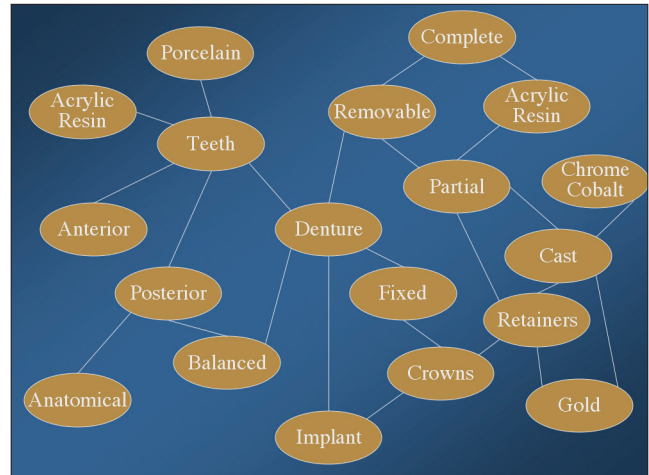 Porcelain
Complete
Acrylic
Resin
Removable
Acrylic
Resin
Teeth
Partial
Chrome
Cobalt
Anterior
Denture
Cast
Posterior
Fixed
Retainers
Balanced
Crowns
Anatomical
Gold
Implant